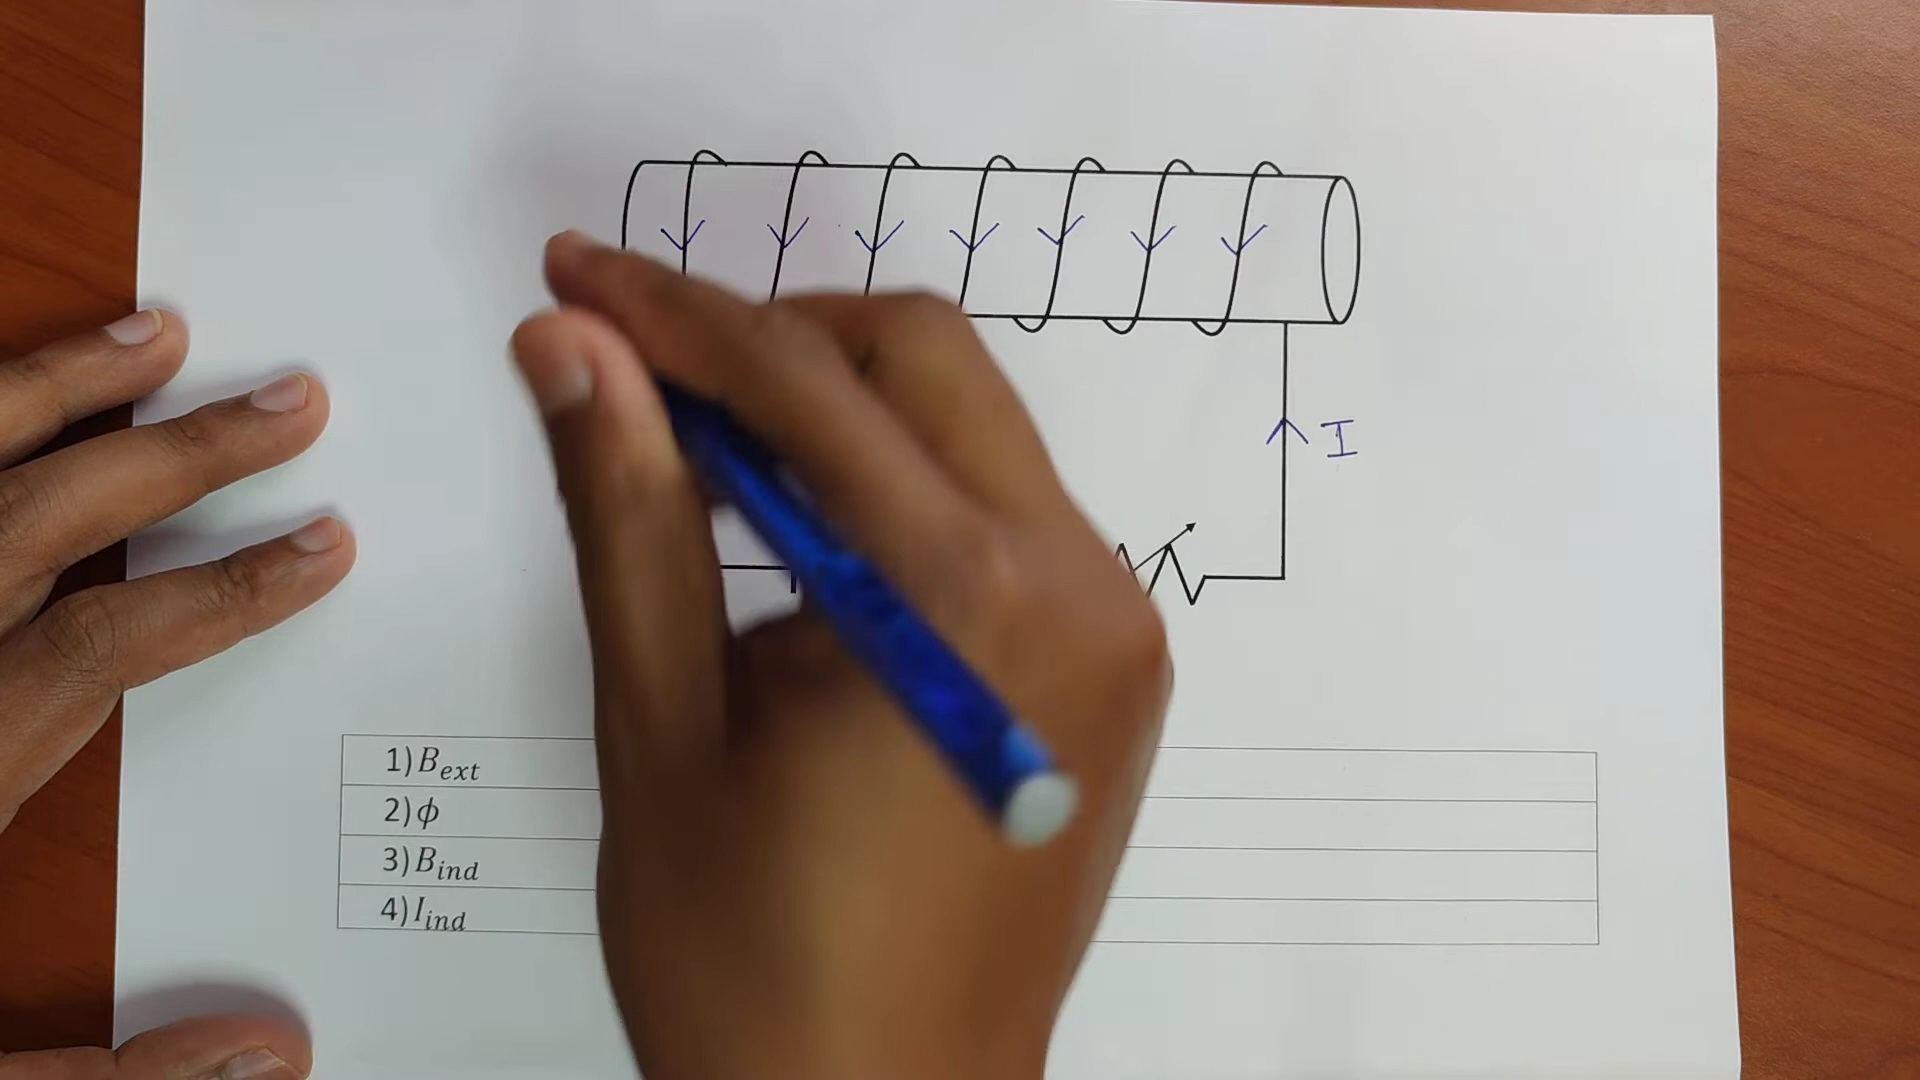 I
1) B_ext
2) ϕ
3) B_ind
4) I_ind